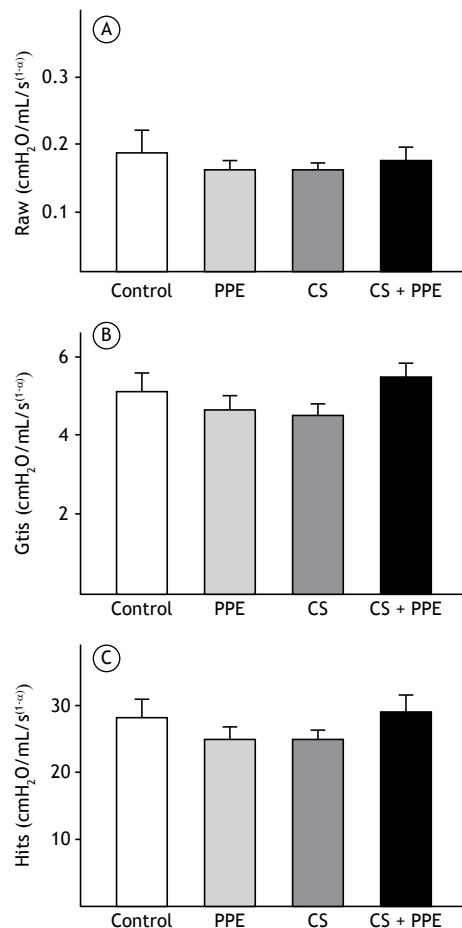 A
Raw (cmH₂O/mL/s⁽¹⁻ᵅ⁾)
0.3
0.2
0.1
Control PPE CS CS + PPE
B
Gtis (cmH₂O/mL/s⁽¹⁻ᵅ⁾)
6
4
2
Control PPE CS CS + PPE
C
Hits (cmH₂O/mL/s⁽¹⁻ᵅ⁾)
30
20
10
Control PPE CS CS + PPE